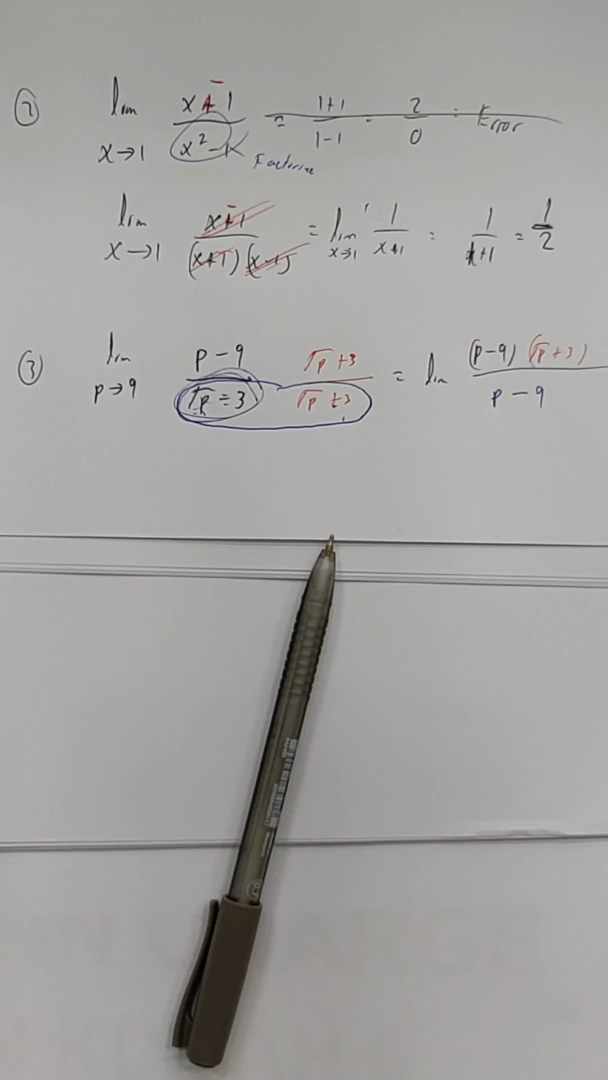 ② lim x→1 x-1 / x² - 1 = 1+1 / 1-1 = 2 / 0 = Error
Factorise
lim x→1 x-1 / (x+1)(x-1) = lim x→1 1 / x+1 = 1 / 1+1 = 1 / 2
③ lim p→9 p-9 / √p - 3 √p+3 / √p+3 = lim (p-9)(√p+3) / p-9